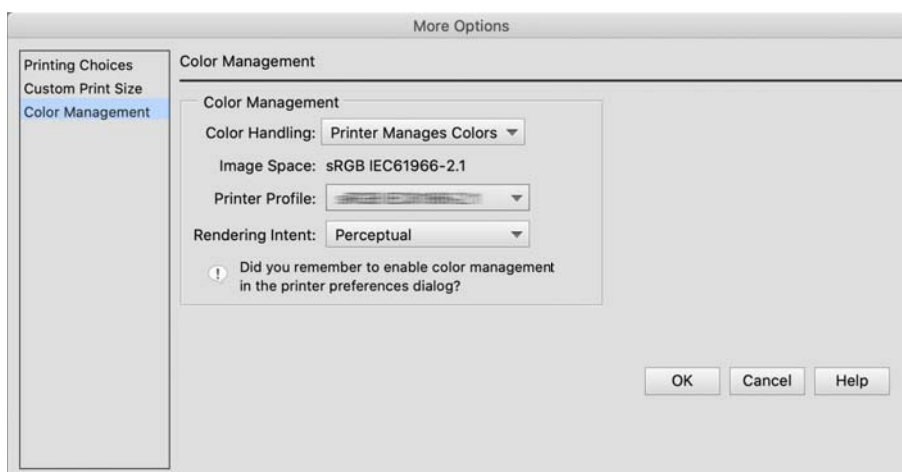 More Options
Printing Choices
Custom Print Size
Color Management
Color Management
Color Management
Color Handling: Printer Manages Colors
Image Space: sRGB IEC61966-2.1
Printer Profile:
Rendering Intent: Perceptual
! Did you remember to enable color management
in the printer preferences dialog?
OK Cancel Help